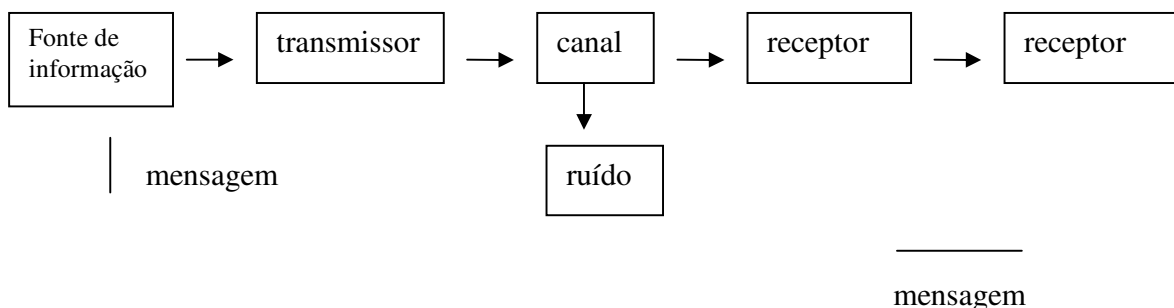 Fonte de
informação
transmissor
canal
receptor
receptor
mensagem
ruído
mensagem